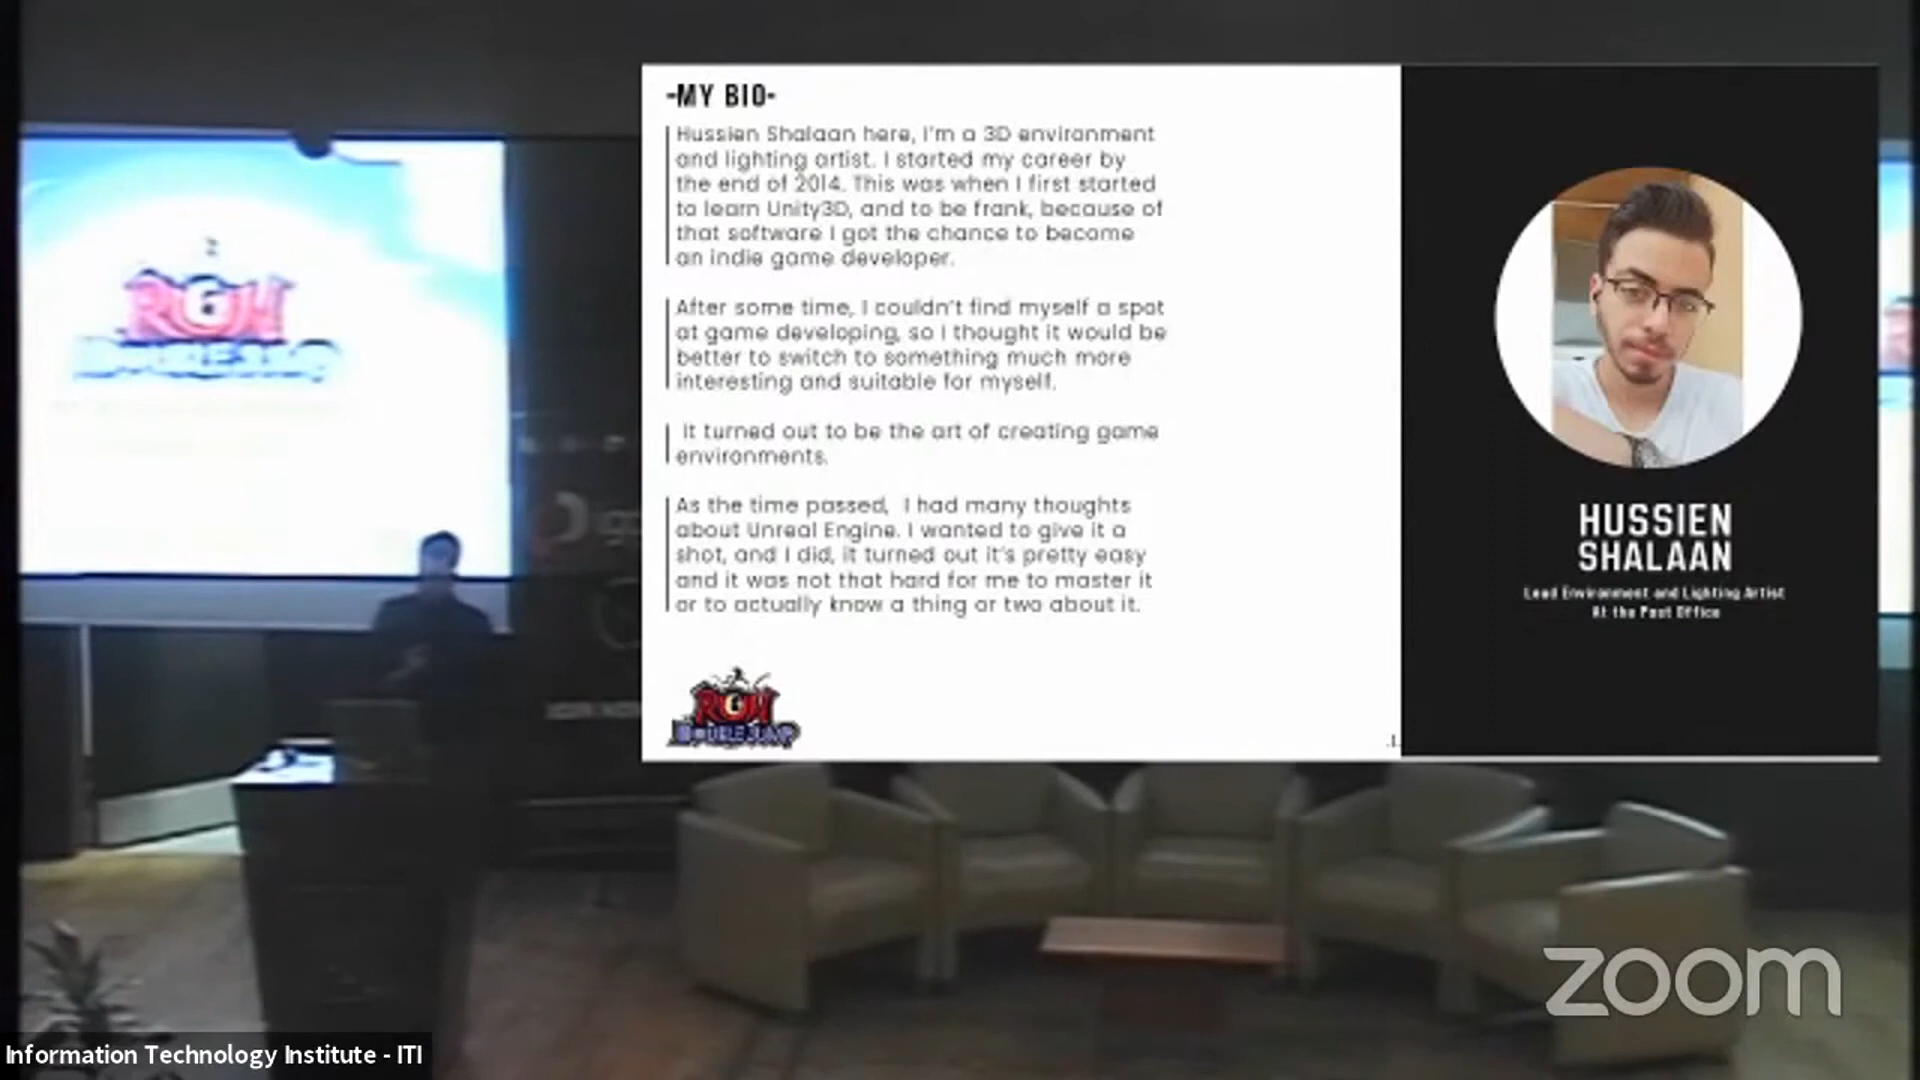 -MY BIO-
Hussien Shalaan here, I'm a 3D environment
and lighting artist. I started my career by
the end of 2014. This was when I first started
to learn Unity3D, and to be frank, because of
that software I got the chance to become
an indie game developer.
After some time, I couldn't find myself a spot
at game developing, so I thought it would be
better to switch to something much more
interesting and suitable for myself.
It turned out to be the art of creating game
environments.
As the time passed, I had many thoughts
about Unreal Engine. I wanted to give it a
shot, and I did, it turned out it's pretty easy
and it was not that hard for me to master it
or to actually know a thing or two about it.
HUSSIEN
SHALAAN
Lead Environment and Lighting Artist
At the Post Office
RGW
DOUBLE JUMP
.1.
RGW
zoom
Information Technology Institute - ITI